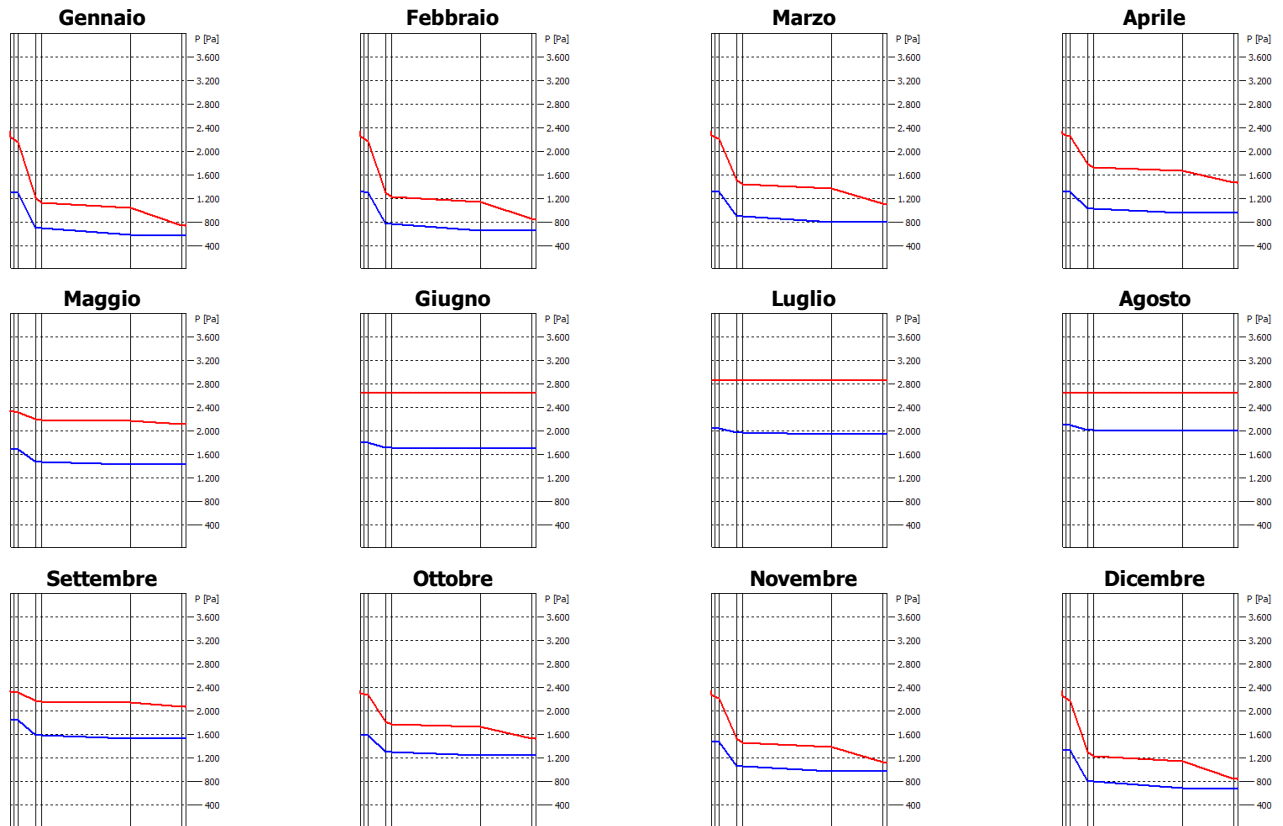 Gennaio Febbraio Marzo Aprile
P [Pa] P [Pa] P [Pa] P [Pa]
3.600 3.600 3.600 3.600
3.200 3.200 3.200 3.200
2.800 2.800 2.800 2.800
2.400 2.400 2.400 2.400
2.000 2.000 2.000 2.000
1.600 1.600 1.600 1.600
1.200 1.200 1.200 1.200
800 800 800 800
400 400 400 400
Maggio Giugno Luglio Agosto
P [Pa] P [Pa] P [Pa] P [Pa]
3.600 3.600 3.600 3.600
3.200 3.200 3.200 3.200
2.800 2.800 2.800 2.800
2.400 2.400 2.400 2.400
2.000 2.000 2.000 2.000
1.600 1.600 1.600 1.600
1.200 1.200 1.200 1.200
800 800 800 800
400 400 400 400
Settembre Ottobre Novembre Dicembre
P [Pa] P [Pa] P [Pa] P [Pa]
3.600 3.600 3.600 3.600
3.200 3.200 3.200 3.200
2.800 2.800 2.800 2.800
2.400 2.400 2.400 2.400
2.000 2.000 2.000 2.000
1.600 1.600 1.600 1.600
1.200 1.200 1.200 1.200
800 800 800 800
400 400 400 400